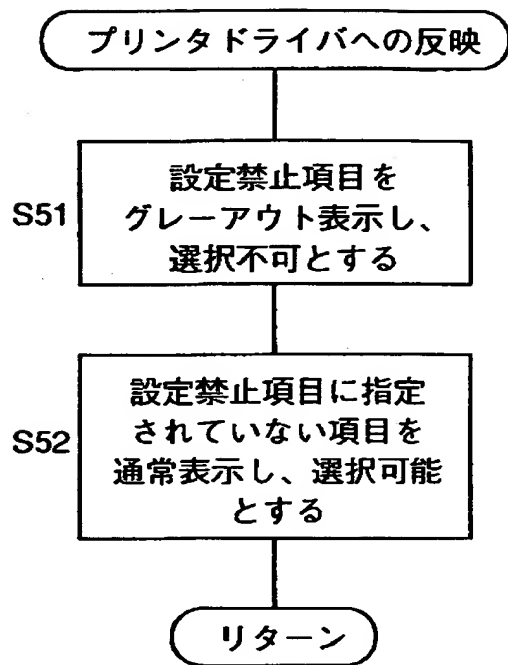 プリンタドライバへの反映
S51
設定禁止項目を
グレーアウト表示し、
選択不可とする
S52
設定禁止項目に指定
されていない項目を
通常表示し、選択可能
とする
リターン